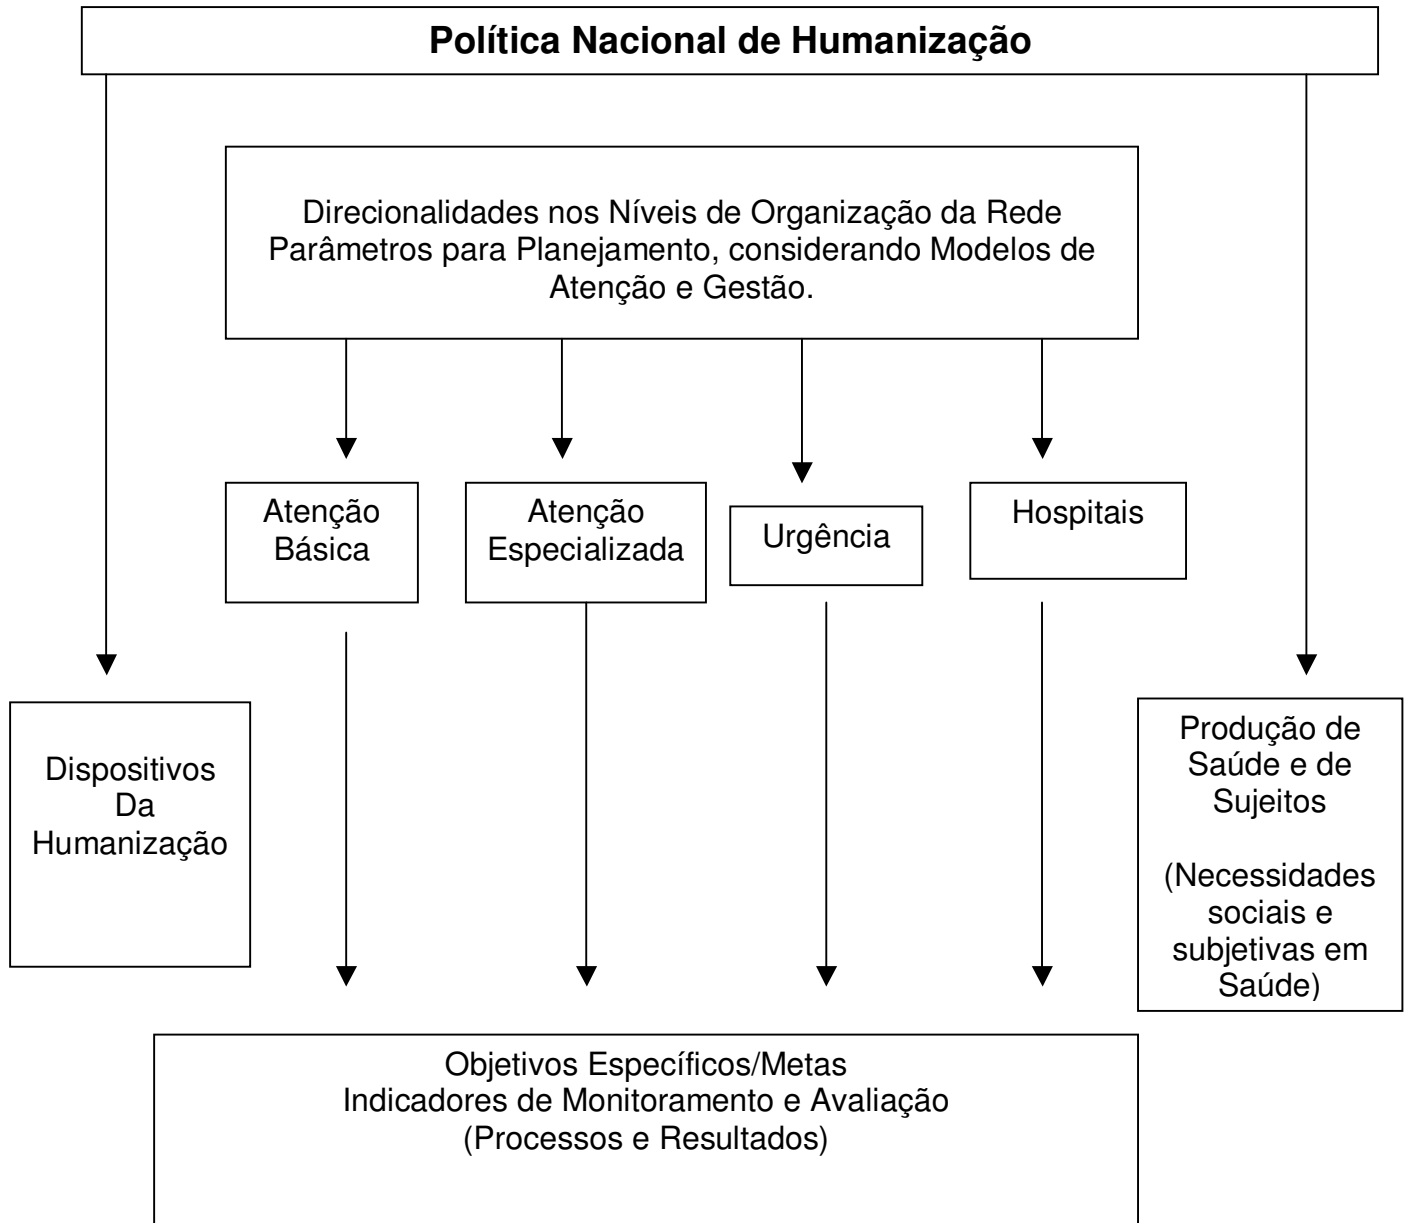 Política Nacional de Humanização
Direcionalidades nos Níveis de Organização da Rede
Parâmetros para Planejamento, considerando Modelos de
Atenção e Gestão.
Atenção
Básica
Atenção
Especializada
Urgência
Hospitais
Dispositivos
Da
Humanização
Produção de
Saúde e de
Sujeitos
(Necessidades
sociais e
subjetivas em
Saúde)
Objetivos Específicos/Metas
Indicadores de Monitoramento e Avaliação
(Processos e Resultados)